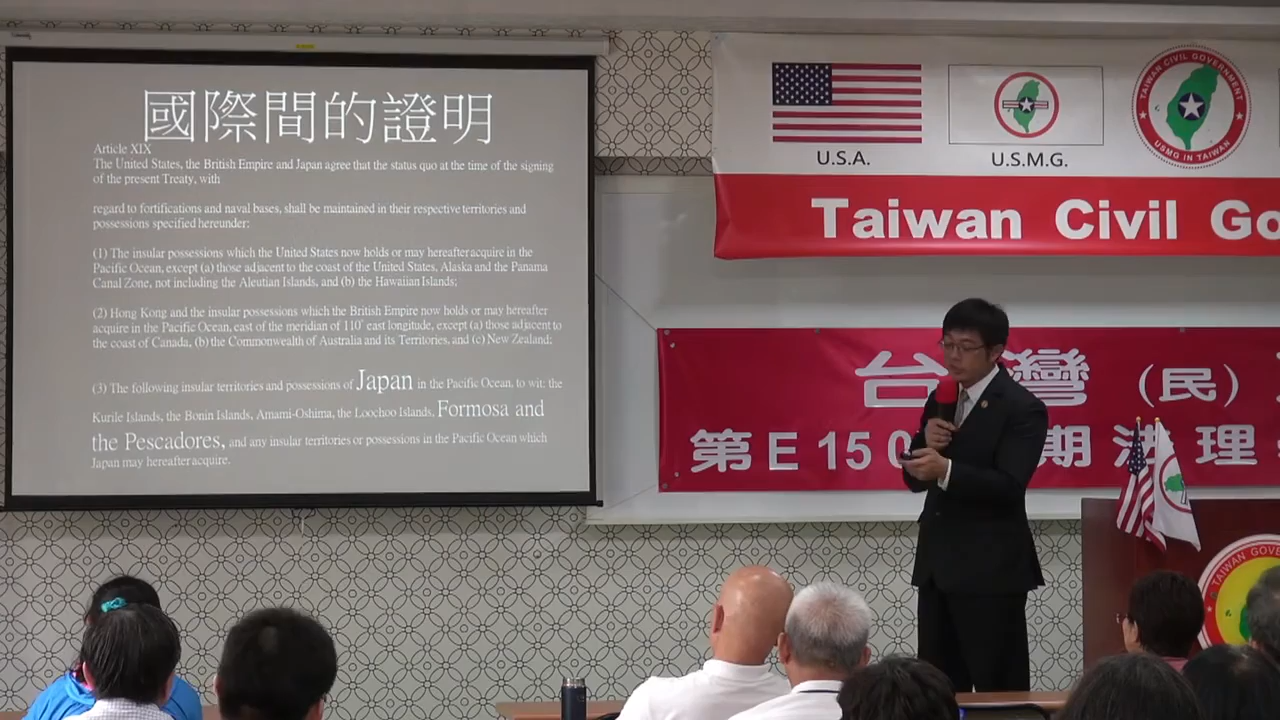 國際間的證明
Article XIX
The United States, the British Empire and Japan agree that the status quo at the time of the signing
of the present Treaty, with
regard to fortifications and naval bases, shall be maintained in their respective territories and
possessions specified hereunder:
(1) The insular possessions which the United States now holds or may hereafter acquire in the
Pacific Ocean, except (a) those adjacent to the coast of the United States, Alaska and the Panama
Canal Zone, not including the Aleutian Islands, and (b) the Hawaiian Islands;
(2) Hong Kong and the insular possessions which the British Empire now holds or may hereafter
acquire in the Pacific Ocean, east of the meridian of 110° east longitude, except (a) those adjacent to
the coast of Canada, (b) the Commonwealth of Australia and its Territories, and (c) New Zealand;
(3) The following insular territories and possessions of Japan in the Pacific Ocean, to wit: the
Kurile Islands, the Bonin Islands, Amami-Oshima, the Loochoo Islands, Formosa and
the Pescadores, and any insular territories or possessions in the Pacific Ocean which
Japan may hereafter acquire.
U.S.A.
U.S.M.G.
TAIWAN CIVIL GOVERNMENT
USMG IN TAIWAN
Taiwan Civil Go
台 灣 (民)
第 E 15 期 法 理
TAIWAN GOVE